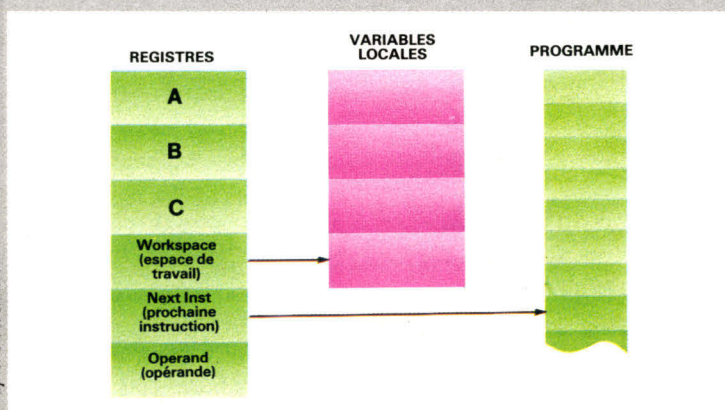 REGISTRES
VARIABLES
LOCALES
PROGRAMME
A
B
C
Workspace
(espace de
travail)
Next Inst
(prochaine
instruction)
Operand
(opérande)